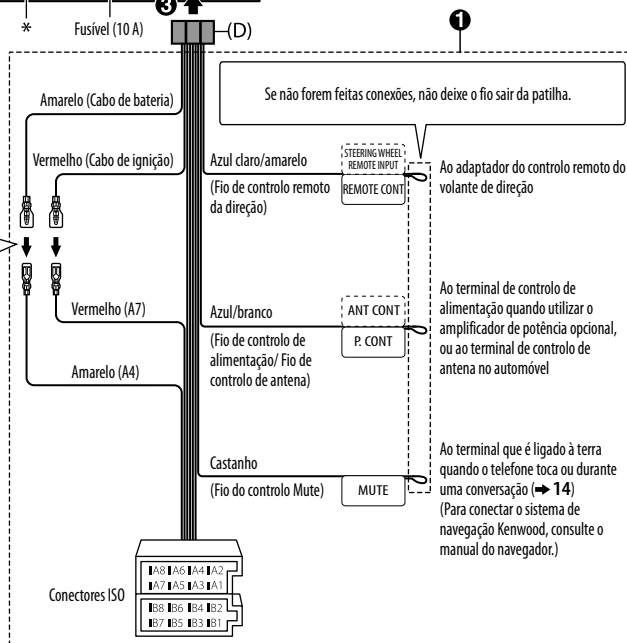 *
Fusível (10 A)
❸
(D)
❶
Se não forem feitas conexões, não deixe o fio sair da patilha.
Amarelo (Cabo de bateria)
Vermelho (Cabo de ignição)
Azul claro/amarelo
(Fio de controlo remoto
da direção)
STEERING WHEEL
REMOTE INPUT
REMOTE CONT
Ao adaptador do controlo remoto do
volante de direção
Vermelho (A7)
Amarelo (A4)
Azul/branco
(Fio de controlo de
alimentação/ Fio de
controlo de antena)
ANT CONT
P. CONT
Ao terminal de controlo de
alimentação quando utilizar o
amplificador de potência opcional,
ou ao terminal de controlo de
antena no automóvel
Castanho
(Fio do controlo Mute)
MUTE
Ao terminal que é ligado à terra
quando o telefone toca ou durante
uma conversação (➡ 14)
(Para conectar o sistema de
navegação Kenwood, consulte o
manual do navegador.)
Conectores ISO
A8 A6 A4 A2
A7 A5 A3 A1
B8 B6 B4 B2
B7 B5 B3 B1